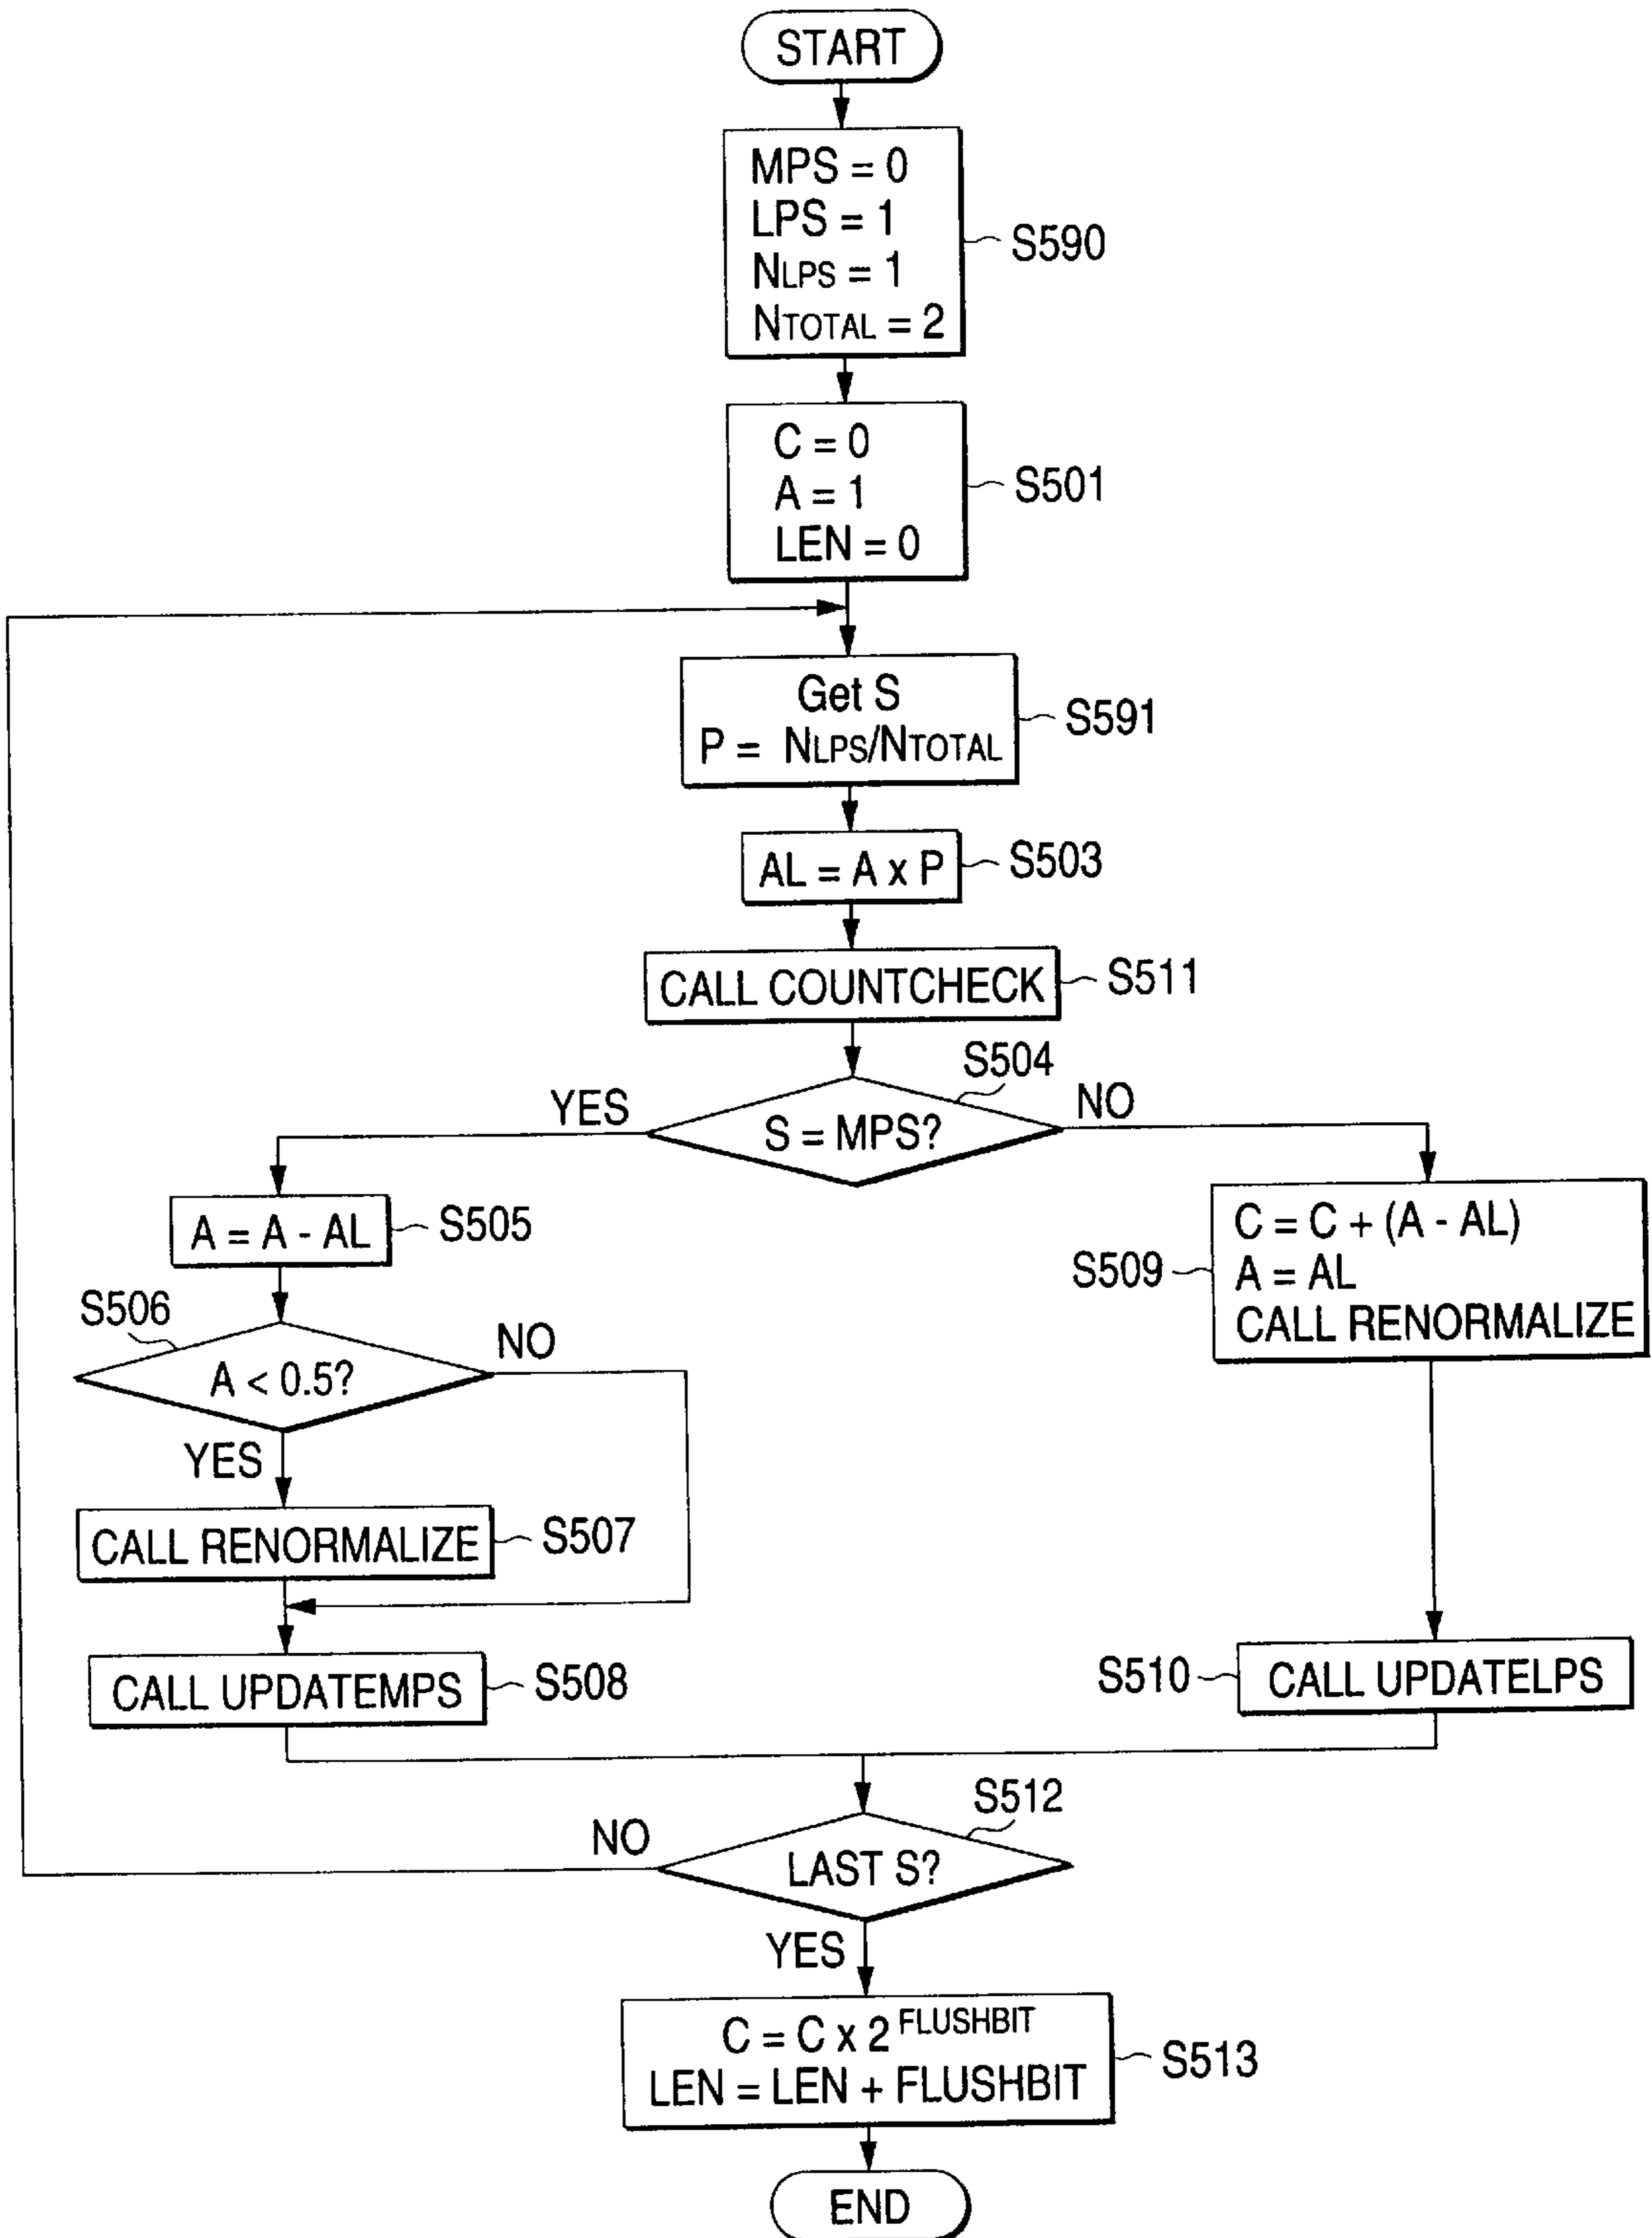 START
MPS = 0
LPS = 1
NLPS = 1
NTOTAL = 2
S590
C = 0
A = 1
LEN = 0
S501
Get S
P = NLPS/NTOTAL
S591
AL = A x P
S503
CALL COUNTCHECK
S511
S504
YES
S = MPS?
NO
A = A - AL
S505
C = C + (A - AL)
A = AL
CALL RENORMALIZE
S509
S506
A < 0.5?
NO
YES
CALL RENORMALIZE
S507
CALL UPDATEMPS
S508
S510
CALL UPDATELPS
S512
NO
LAST S?
YES
C = C x 2 FLUSHBIT
LEN = LEN + FLUSHBIT
S513
END